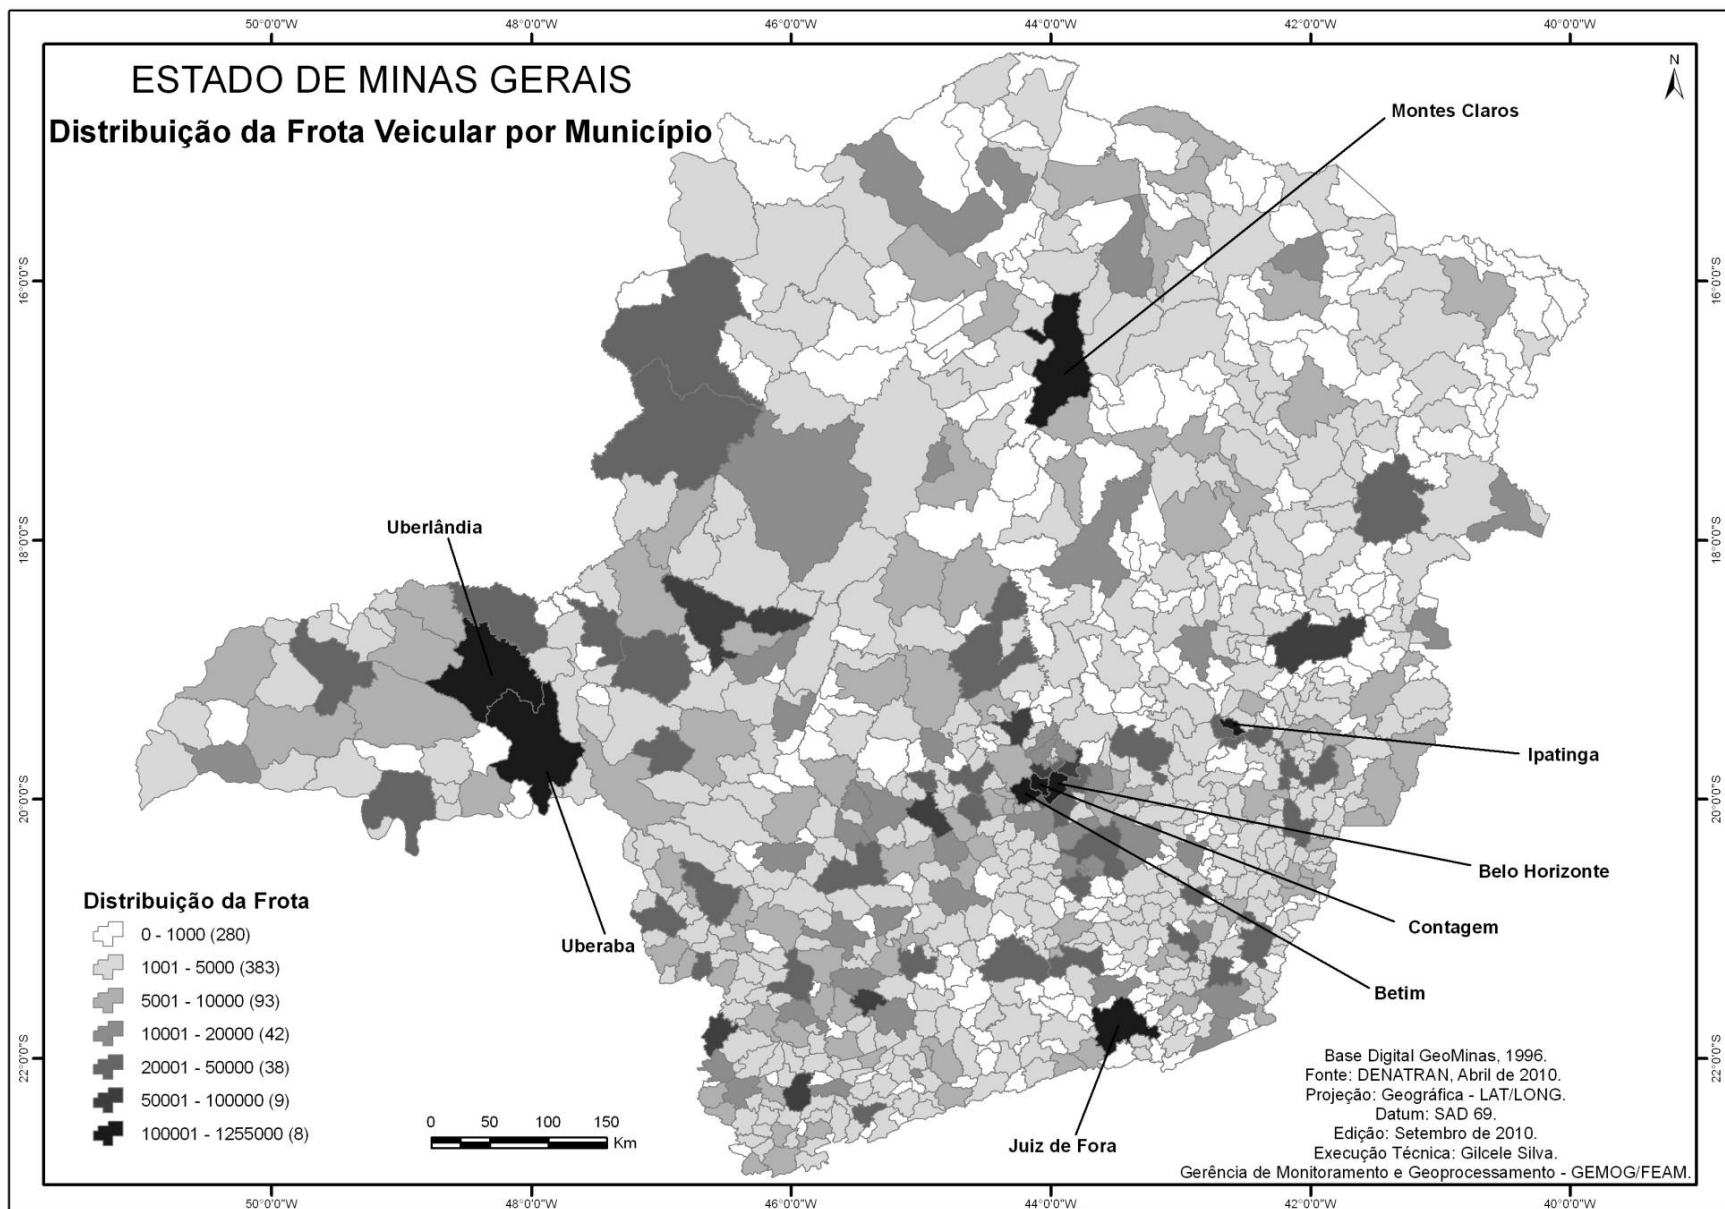 50°0'0"W 48°0'0"W 46°0'0"W 44°0'0"W 42°0'0"W 40°0'0"W
ESTADO DE MINAS GERAIS
Distribuição da Frota Veicular por Município
N
Montes Claros
16°0'0"S 16°0'0"S
Uberlândia
18°0'0"S 18°0'0"S
Ipatinga
20°0'0"S 20°0'0"S
Belo Horizonte
Contagem
Uberaba
Betim
Distribuição da Frota
0 - 1000 (280)
1001 - 5000 (383)
5001 - 10000 (93)
10001 - 20000 (42)
20001 - 50000 (38)
50001 - 100000 (9)
100001 - 1255000 (8)
22°0'0"S 22°0'0"S
0 50 100 150
Km
Juiz de Fora
Base Digital GeoMinas, 1996.
Fonte: DENATRAN, Abril de 2010.
Projeção: Geográfica - LAT/LONG.
Datum: SAD 69.
Edição: Setembro de 2010.
Execução Técnica: Gilcele Silva.
Gerência de Monitoramento e Geoprocessamento - GEMOG/FEAM.
50°0'0"W 48°0'0"W 46°0'0"W 44°0'0"W 42°0'0"W 40°0'0"W